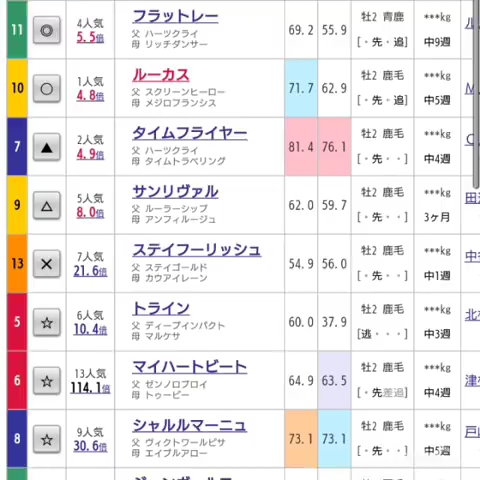 11 ◎ 4人気 5.5倍 フラットレー 父 ハーツクライ 母 リッチダンサー 69.2 55.9 牡2 青鹿 [・先・追] ***kg 中9週
10 ○ 1人気 4.8倍 ルーカス 父 スクリーンヒーロー 母 メジロフランシス 71.7 62.9 牡2 鹿毛 [・先・追] ***kg 中5週 M
7 ▲ 2人気 4.9倍 タイムフライヤー 父 ハーツクライ 母 タイムトラベリング 81.4 76.1 牡2 鹿毛 [・先・・] ***kg 中4週 C
9 △ 5人気 8.0倍 サンリヴァル 父 ルーラーシップ 母 アンフィルージュ 62.0 59.7 牡2 鹿毛 [・先・・] ***kg 3ヶ月 田辺
13 × 7人気 21.6倍 ステイフーリッシュ 父 ステイゴールド 母 カウアイレーン 54.9 56.0 牡2 鹿毛 [・先・・] ***kg 中1週 中
5 ☆ 6人気 10.4倍 トライン 父 ディープインパクト 母 マルケサ 60.0 37.9 牡2 鹿毛 [逃・・・] ***kg 中3週 北
6 ☆ 13人気 114.1倍 マイハートビート 父 ゼンノロブロイ 母 トゥービー 64.9 63.5 牡2 鹿毛 [・先差追] ***kg 中4週 津
8 ☆ 9人気 30.6倍 シャルルマーニュ 父 ヴィクトワールピサ 母 エイブルアロー 73.1 73.1 牡2 鹿毛 [・先・・] ***kg 中5週 戸